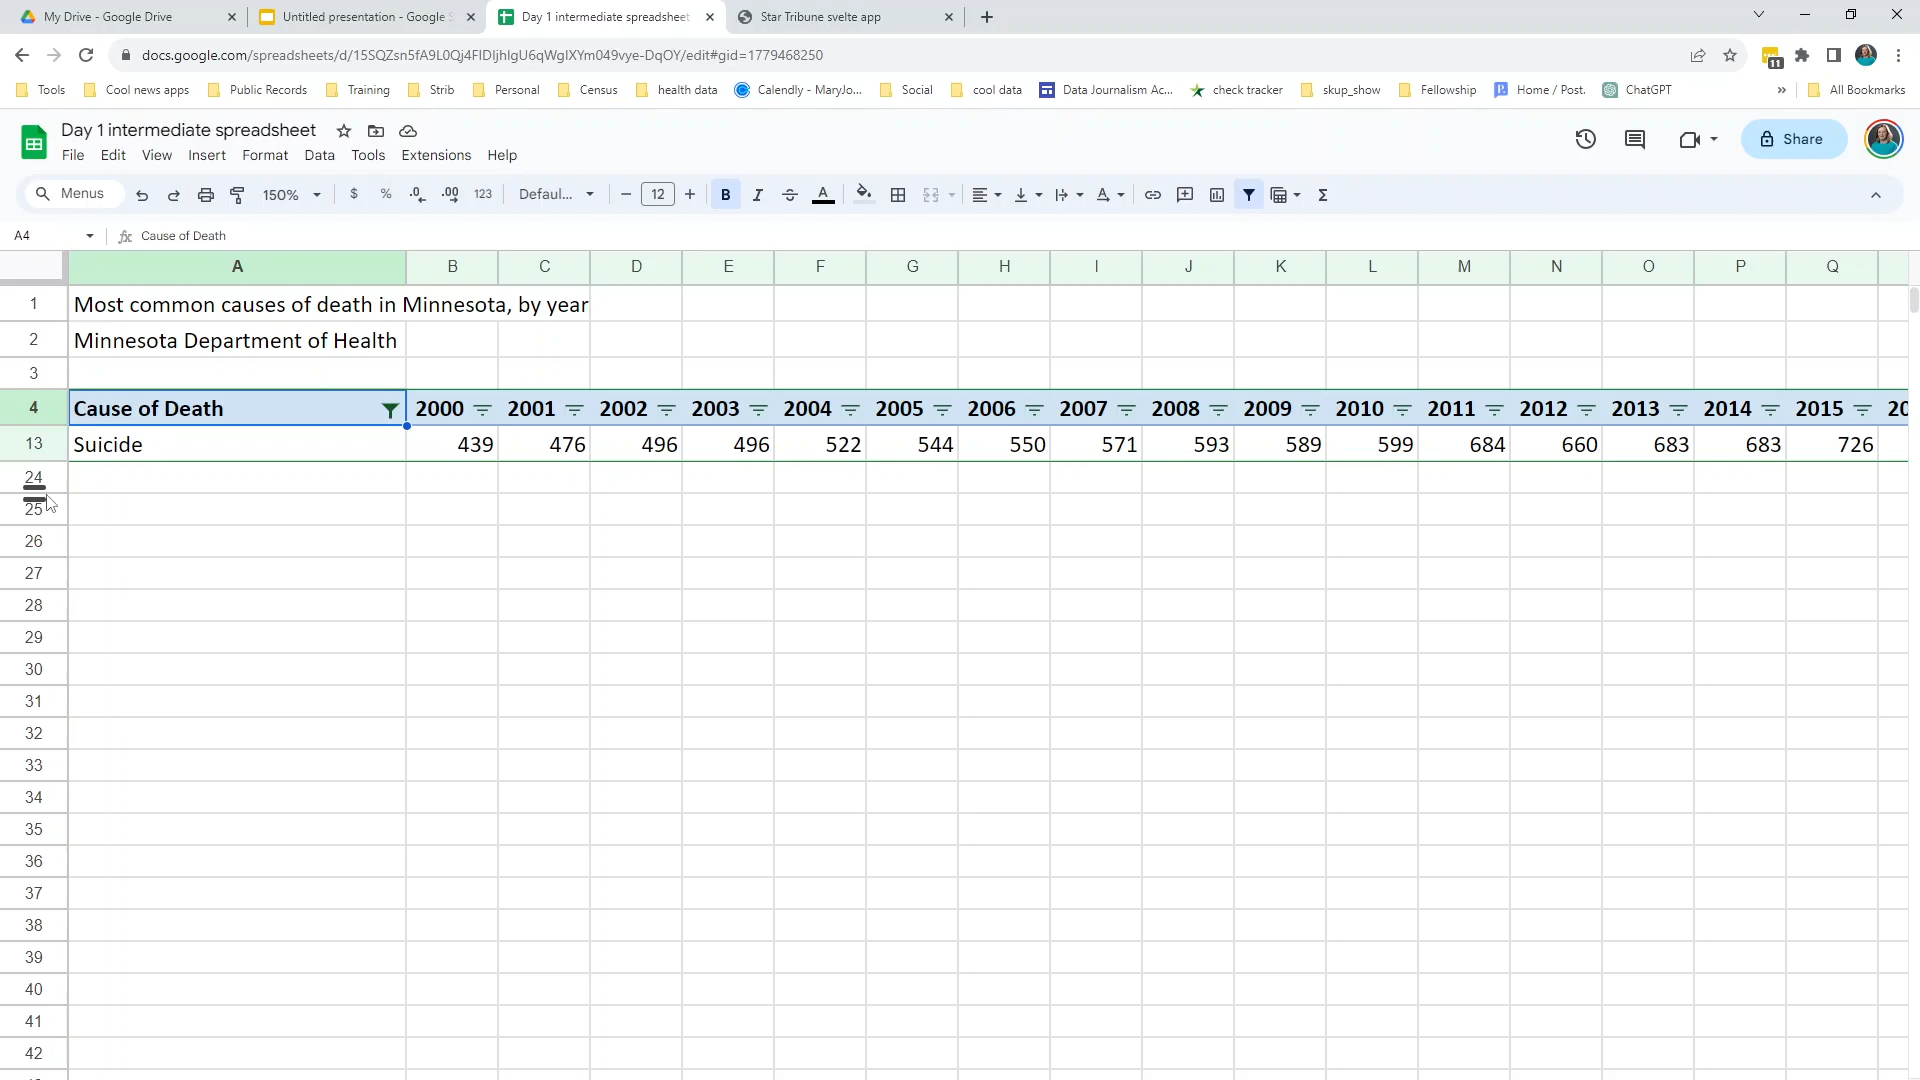 My Drive - Google Drive
Untitled presentation - Google S
Day 1 intermediate spreadsheet
Star Tribune svelte app
docs.google.com/spreadsheets/d/15SQZsn5fA9L0Qj4FIDIjhIgU6qWgIXYm049vye-DqOY/edit#gid=1779468250
11
Tools Cool news apps Public Records Training Strib Personal Census health data Calendly - MaryJo... Social cool data Data Journalism Ac... check tracker skup_show Fellowship Home / Post. ChatGPT » All Bookmarks
Day 1 intermediate spreadsheet
File Edit View Insert Format Data Tools Extensions Help
Share
Menus 150% $ % .0 .00 123 Defaul... − 12 + B I A Σ
A4 fx Cause of Death
A B C D E F G H I J K L M N O P Q
1 Most common causes of death in Minnesota, by year
2 Minnesota Department of Health
3
4 Cause of Death 2000 2001 2002 2003 2004 2005 2006 2007 2008 2009 2010 2011 2012 2013 2014 2015 20
13 Suicide 439 476 496 496 522 544 550 571 593 589 599 684 660 683 683 726
24
25
26
27
28
29
30
31
32
33
34
35
36
37
38
39
40
41
42